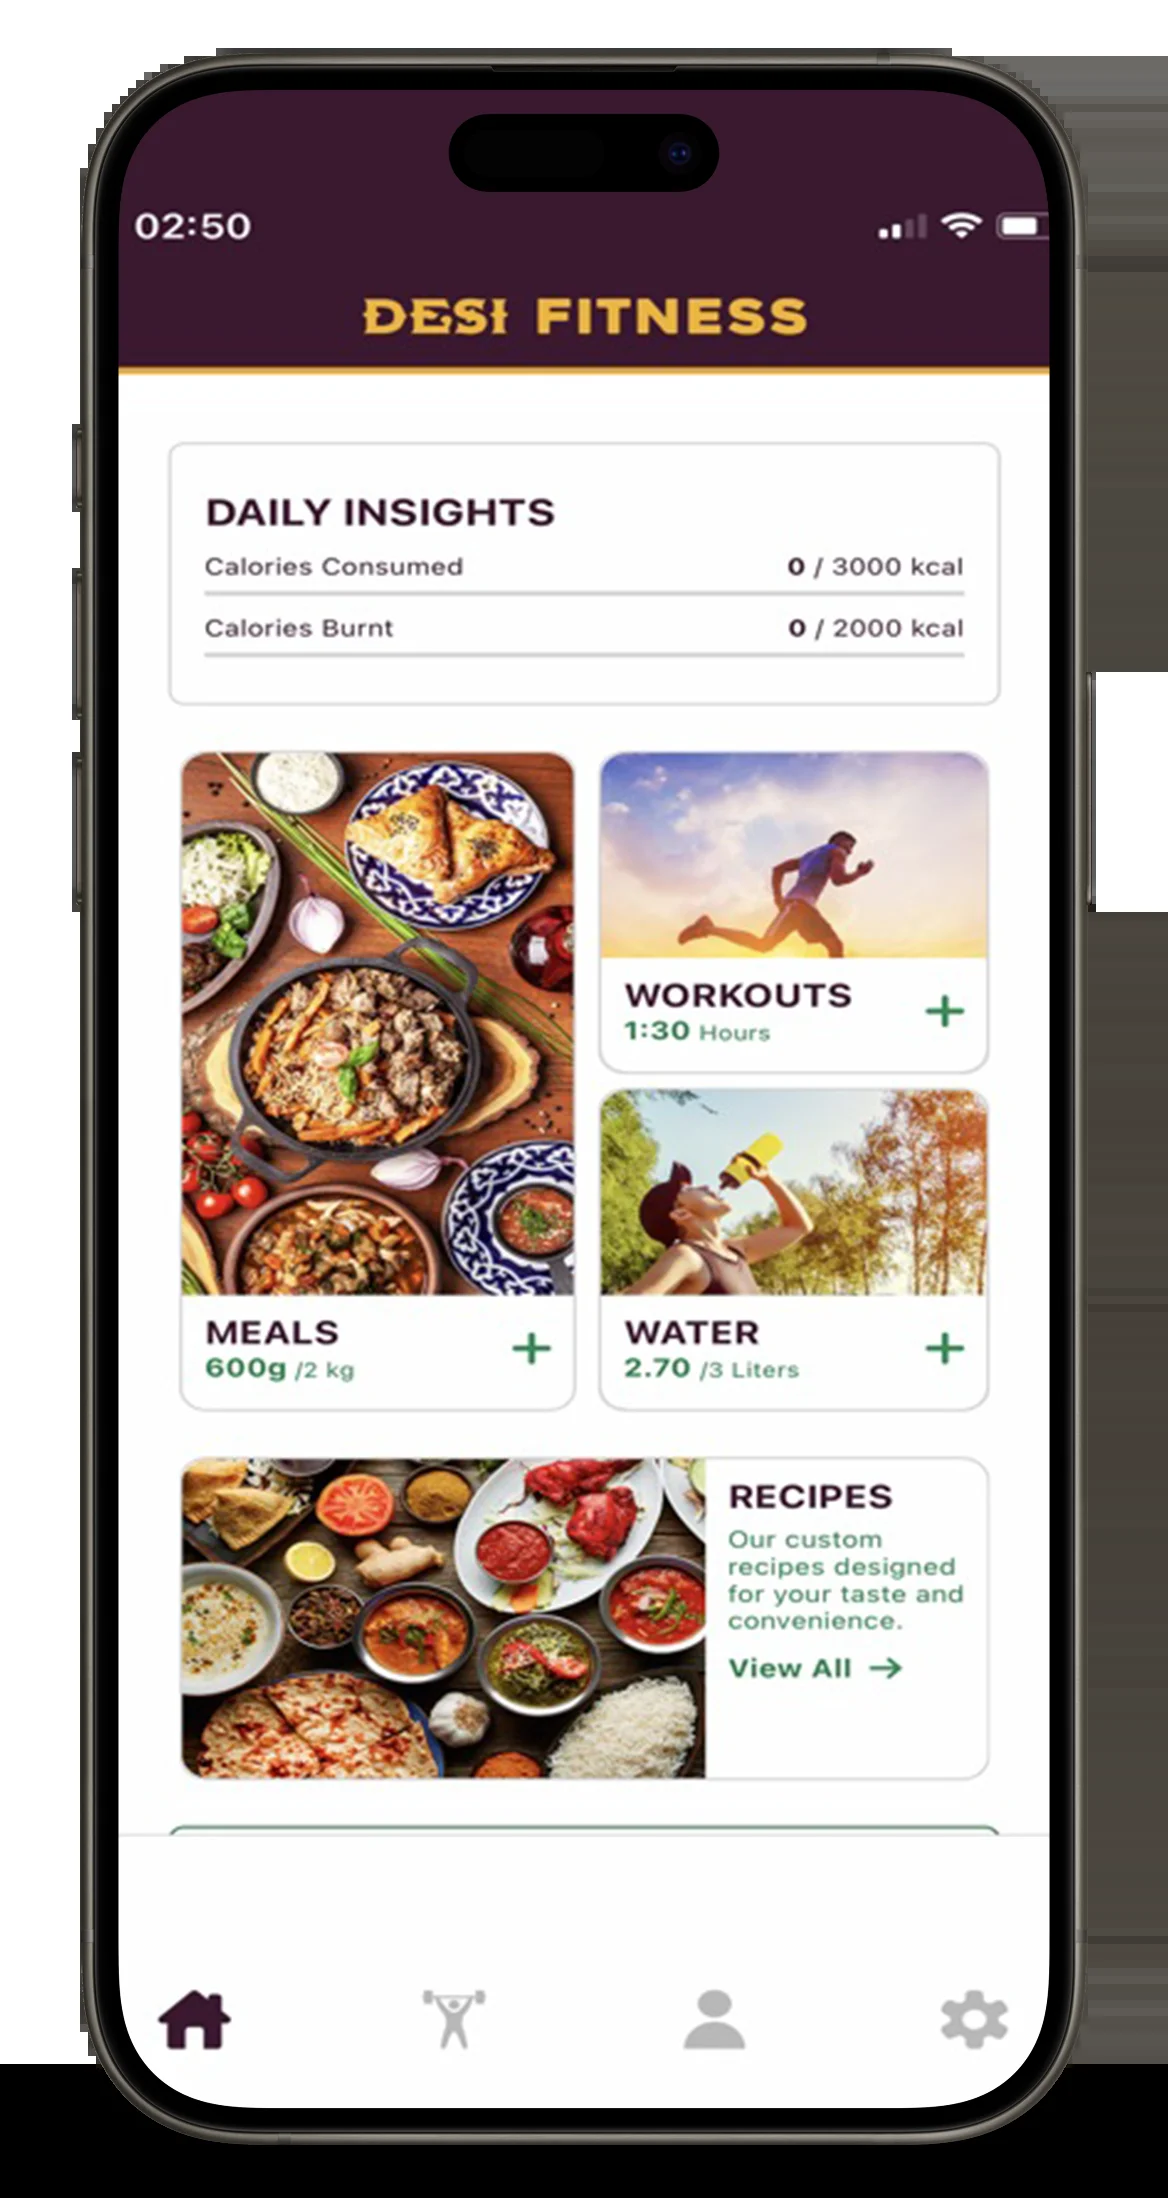 02:50
DESI FITNESS
DAILY INSIGHTS
Calories Consumed 0 / 3000 kcal
Calories Burnt 0 / 2000 kcal
WORKOUTS
1:30 Hours
MEALS
600g /2 kg
WATER
2.70 /3 Liters
RECIPES
Our custom
recipes designed
for your taste and
convenience.
View All →